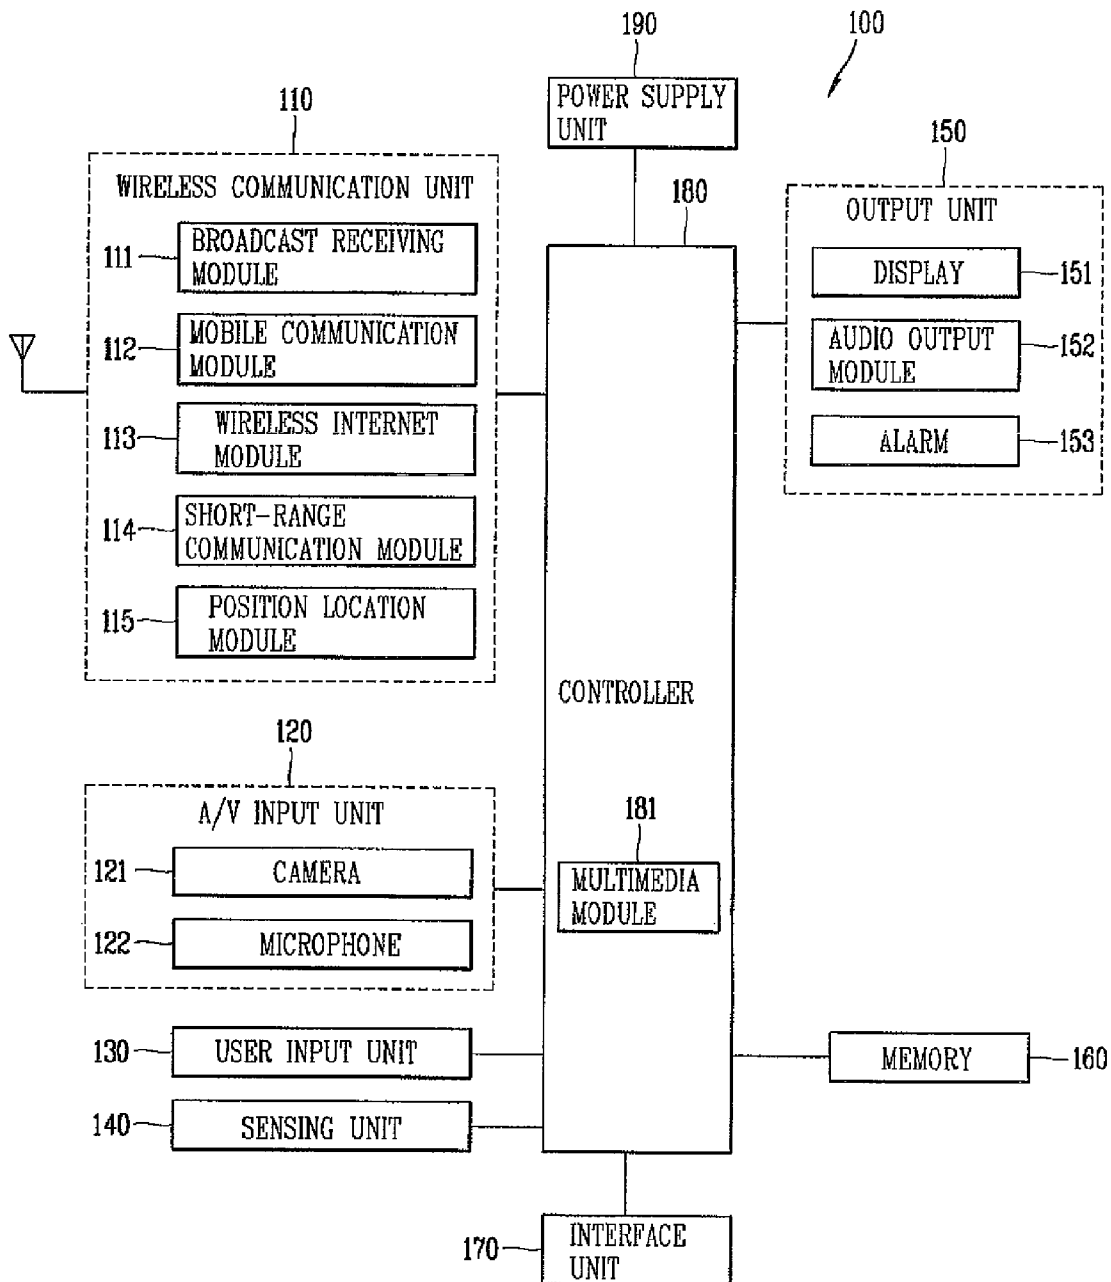 190
100
POWER SUPPLY
UNIT
110
150
WIRELESS COMMUNICATION UNIT
180
OUTPUT UNIT
111
BROADCAST RECEIVING
MODULE
DISPLAY
151
112
MOBILE COMMUNICATION
MODULE
AUDIO OUTPUT
MODULE
152
113
WIRELESS INTERNET
MODULE
ALARM
153
114
SHORT-RANGE
COMMUNICATION MODULE
115
POSITION LOCATION
MODULE
CONTROLLER
120
A/V INPUT UNIT
181
121
CAMERA
MULTIMEDIA
MODULE
122
MICROPHONE
130
USER INPUT UNIT
MEMORY
160
140
SENSING UNIT
170
INTERFACE
UNIT